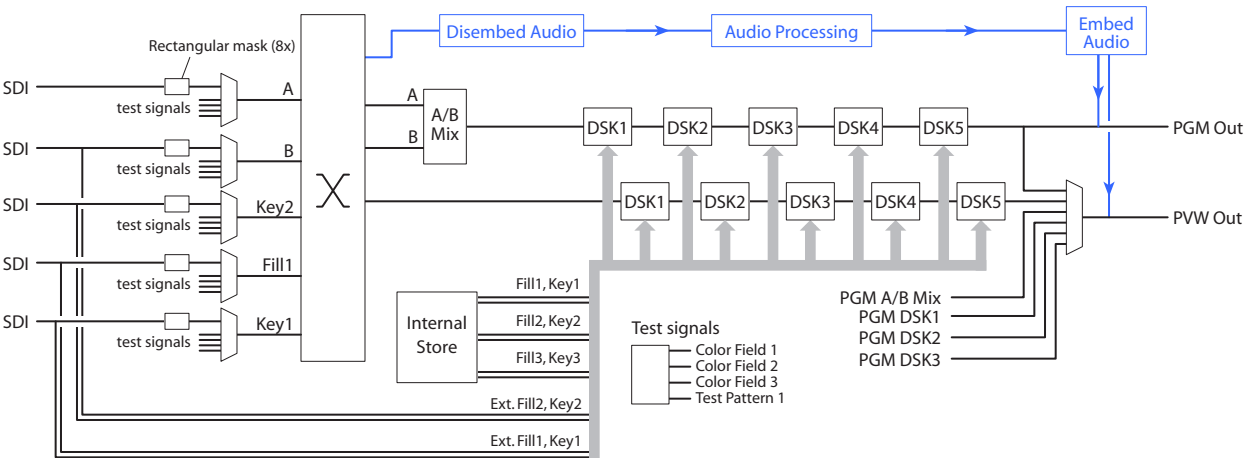 Rectangular mask (8x)
Disembed Audio
Audio Processing
Embed
Audio
SDI
test signals
A
A
A/B
Mix
B
DSK1
DSK2
DSK3
DSK4
DSK5
PGM Out
SDI
test signals
B
SDI
test signals
Key2
DSK1
DSK2
DSK3
DSK4
DSK5
PVW Out
SDI
test signals
Fill1
SDI
test signals
Key1
Internal
Store
Fill1, Key1
Fill2, Key2
Fill3, Key3
Ext. Fill2, Key2
Ext. Fill1, Key1
Test signals
Color Field 1
Color Field 2
Color Field 3
Test Pattern 1
PGM A/B Mix
PGM DSK1
PGM DSK2
PGM DSK3